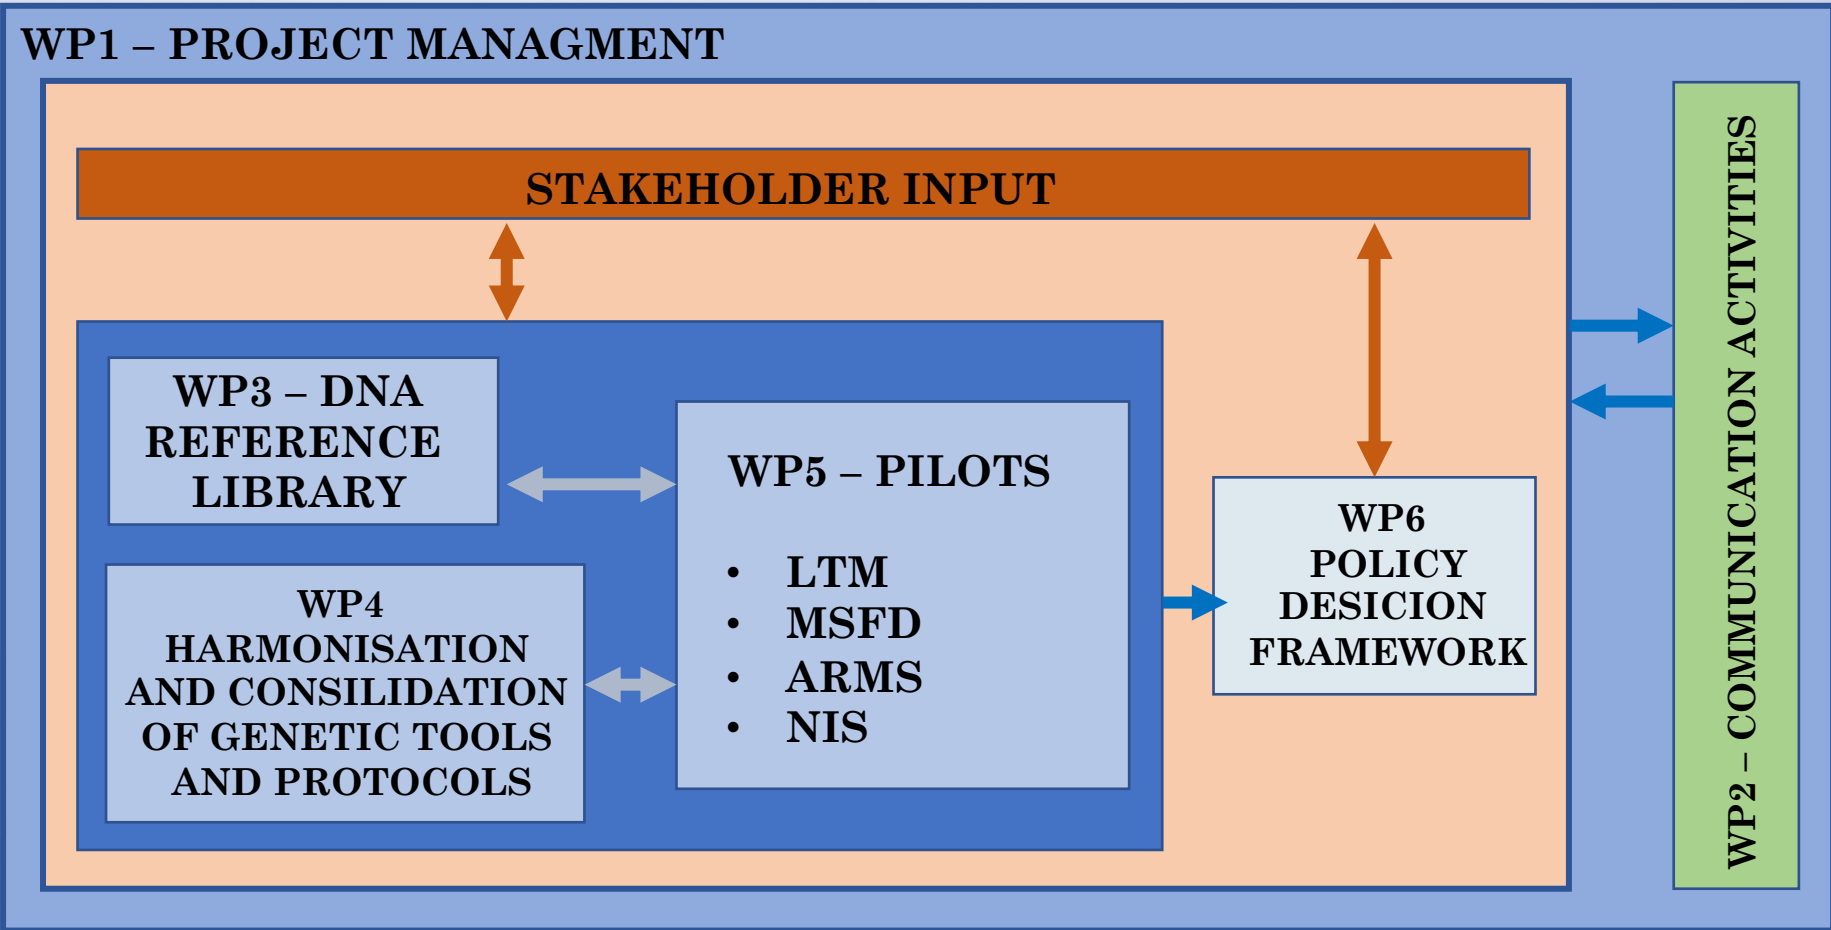 WP1 – PROJECT MANAGMENT
STAKEHOLDER INPUT
WP3 – DNA
REFERENCE
LIBRARY
WP4
HARMONISATION
AND CONSILIDATION
OF GENETIC TOOLS
AND PROTOCOLS
WP5 – PILOTS
• LTM
• MSFD
• ARMS
• NIS
WP6
POLICY
DESICION
FRAMEWORK
WP2 – COMMUNICATION ACTIVITIES